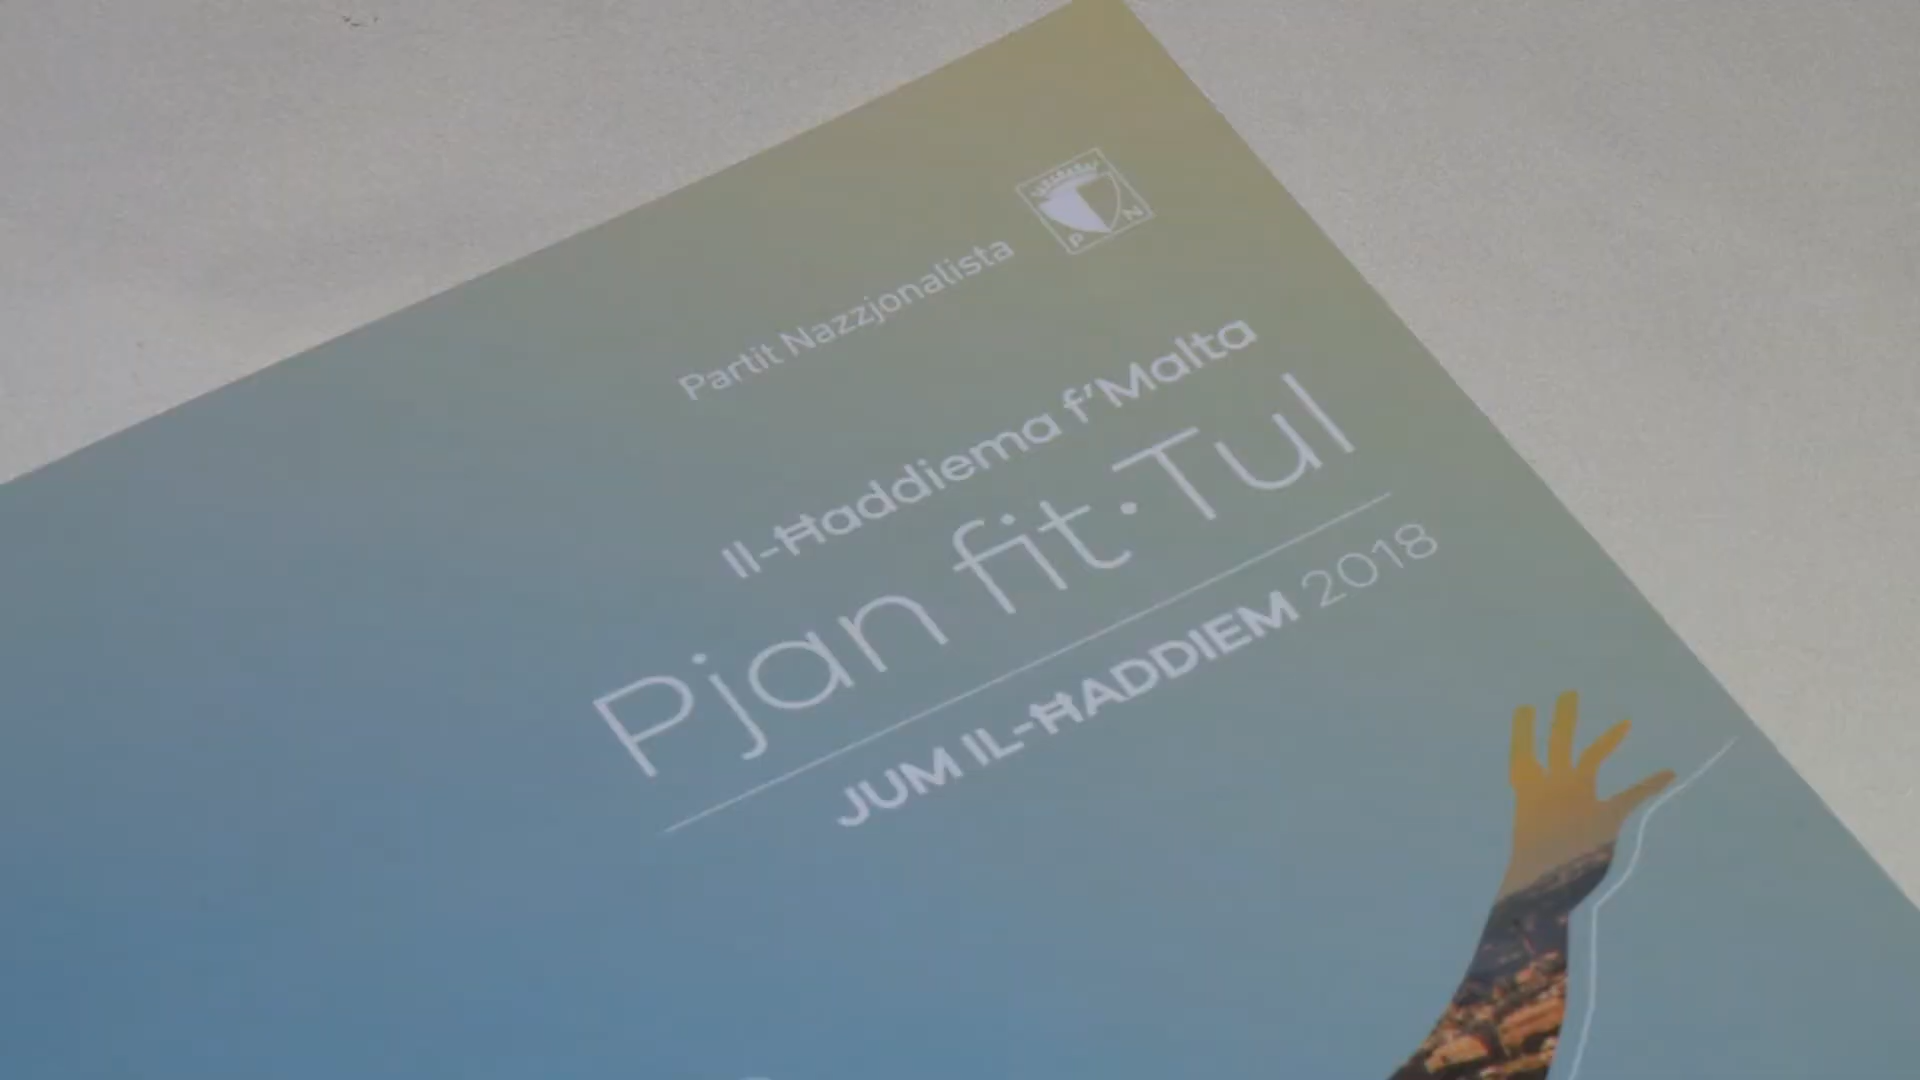 Partit Nazzjonalista
P N
Il-Ħaddiema f'Malta
Pjan fit·Tul
JUM IL-ĦADDIEM 2018